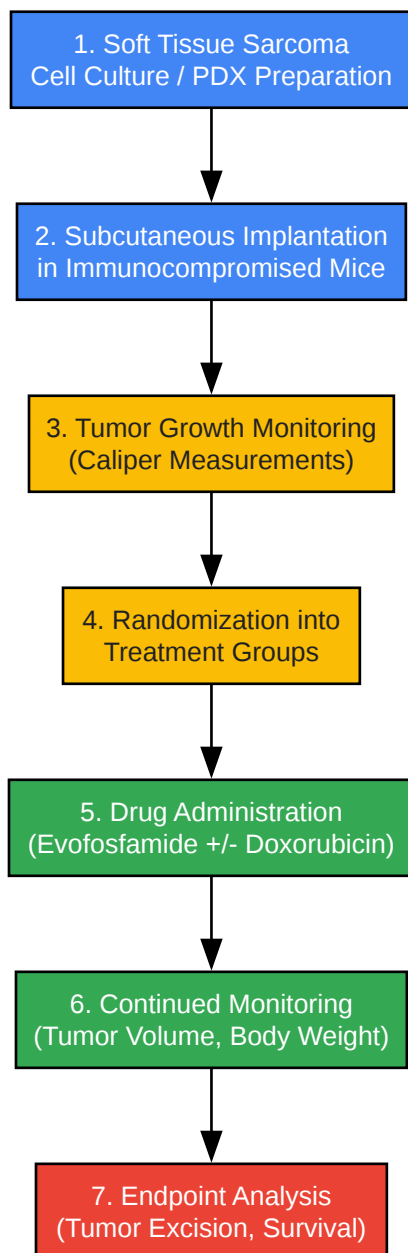 1. Soft Tissue Sarcoma
Cell Culture / PDX Preparation
2. Subcutaneous Implantation
in Immunocompromised Mice
3. Tumor Growth Monitoring
(Caliper Measurements)
4. Randomization into
Treatment Groups
5. Drug Administration
(Evofosfamide +/- Doxorubicin)
6. Continued Monitoring
(Tumor Volume, Body Weight)
7. Endpoint Analysis
(Tumor Excision, Survival)